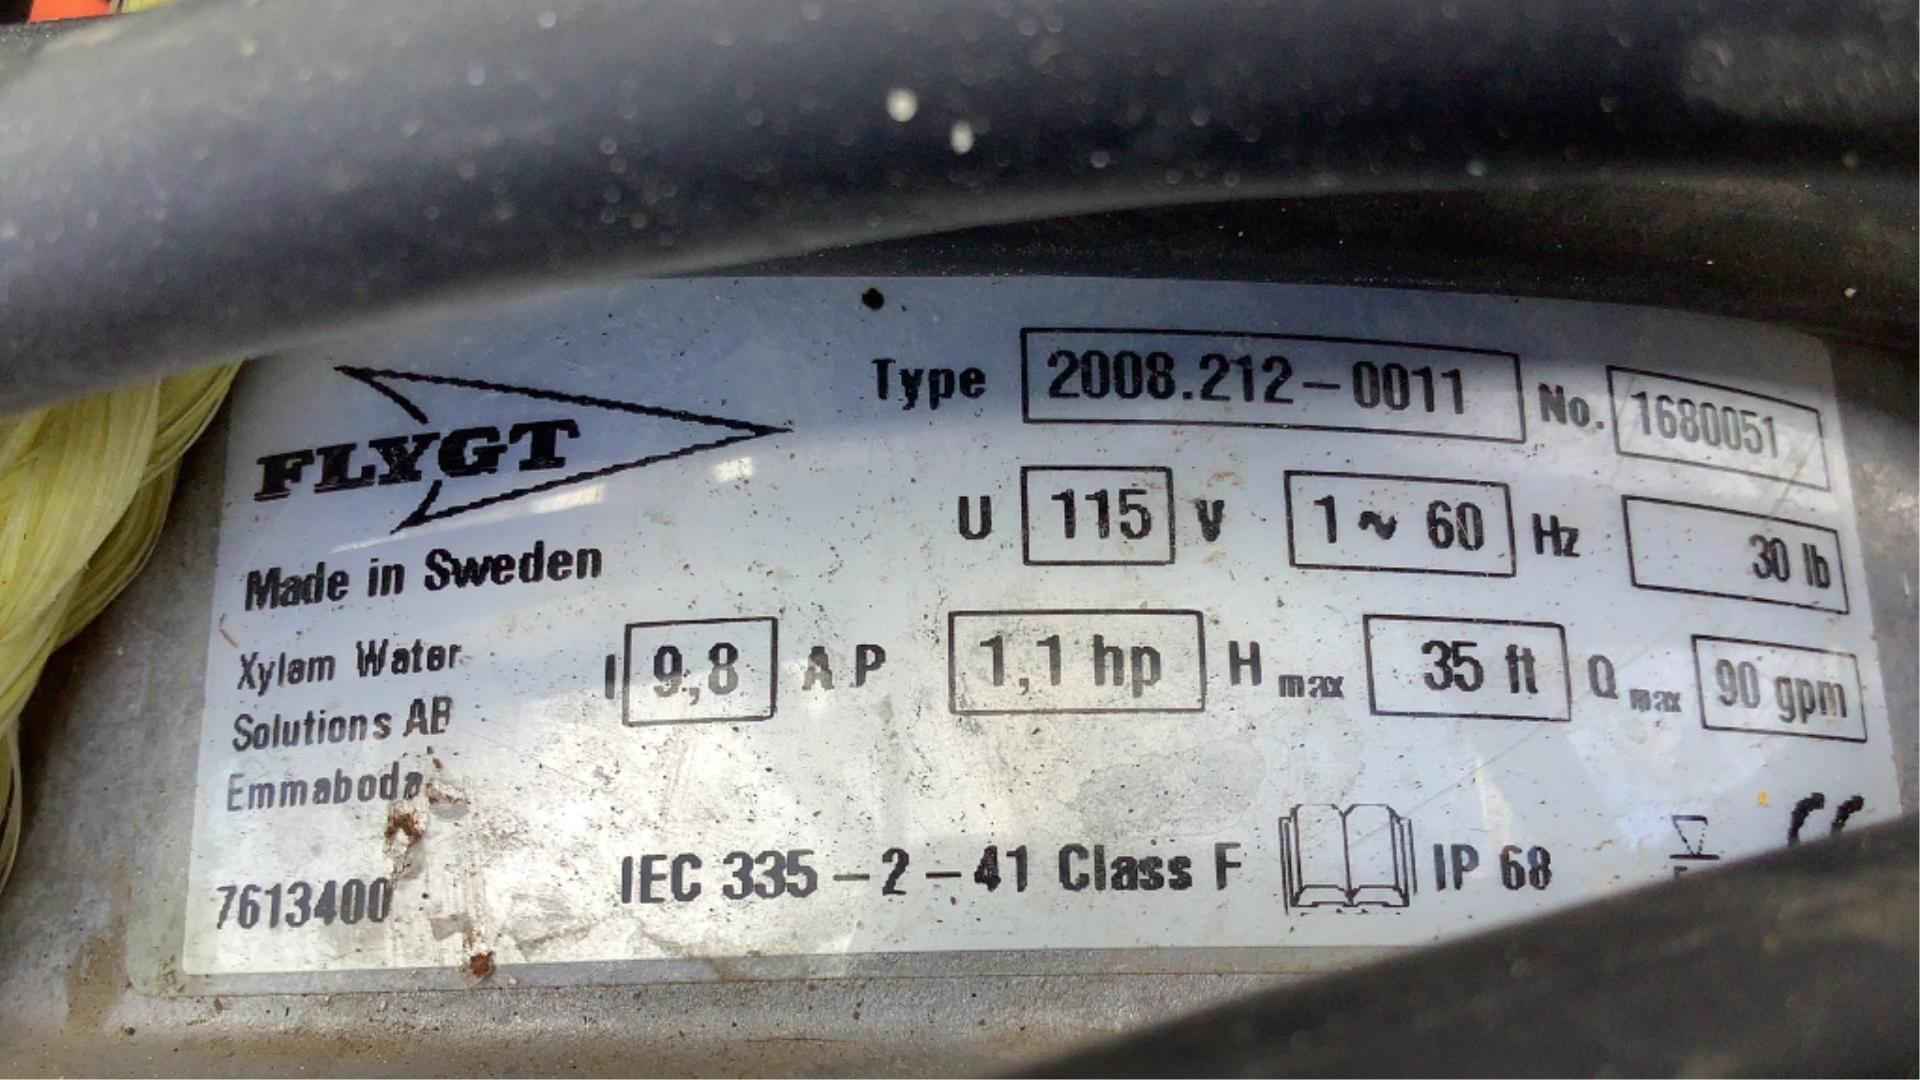 FLYGT
Type 2008.212-0011 No. 1680051
U 115 V 1~60 Hz 30 lb
Made in Sweden
I 9,8 A P 1,1 hp H max 35 ft Q max 90 gpm
Xylem Water
Solutions AB
Emmaboda
7613400
IEC 335-2-41 Class F IP 68
CE